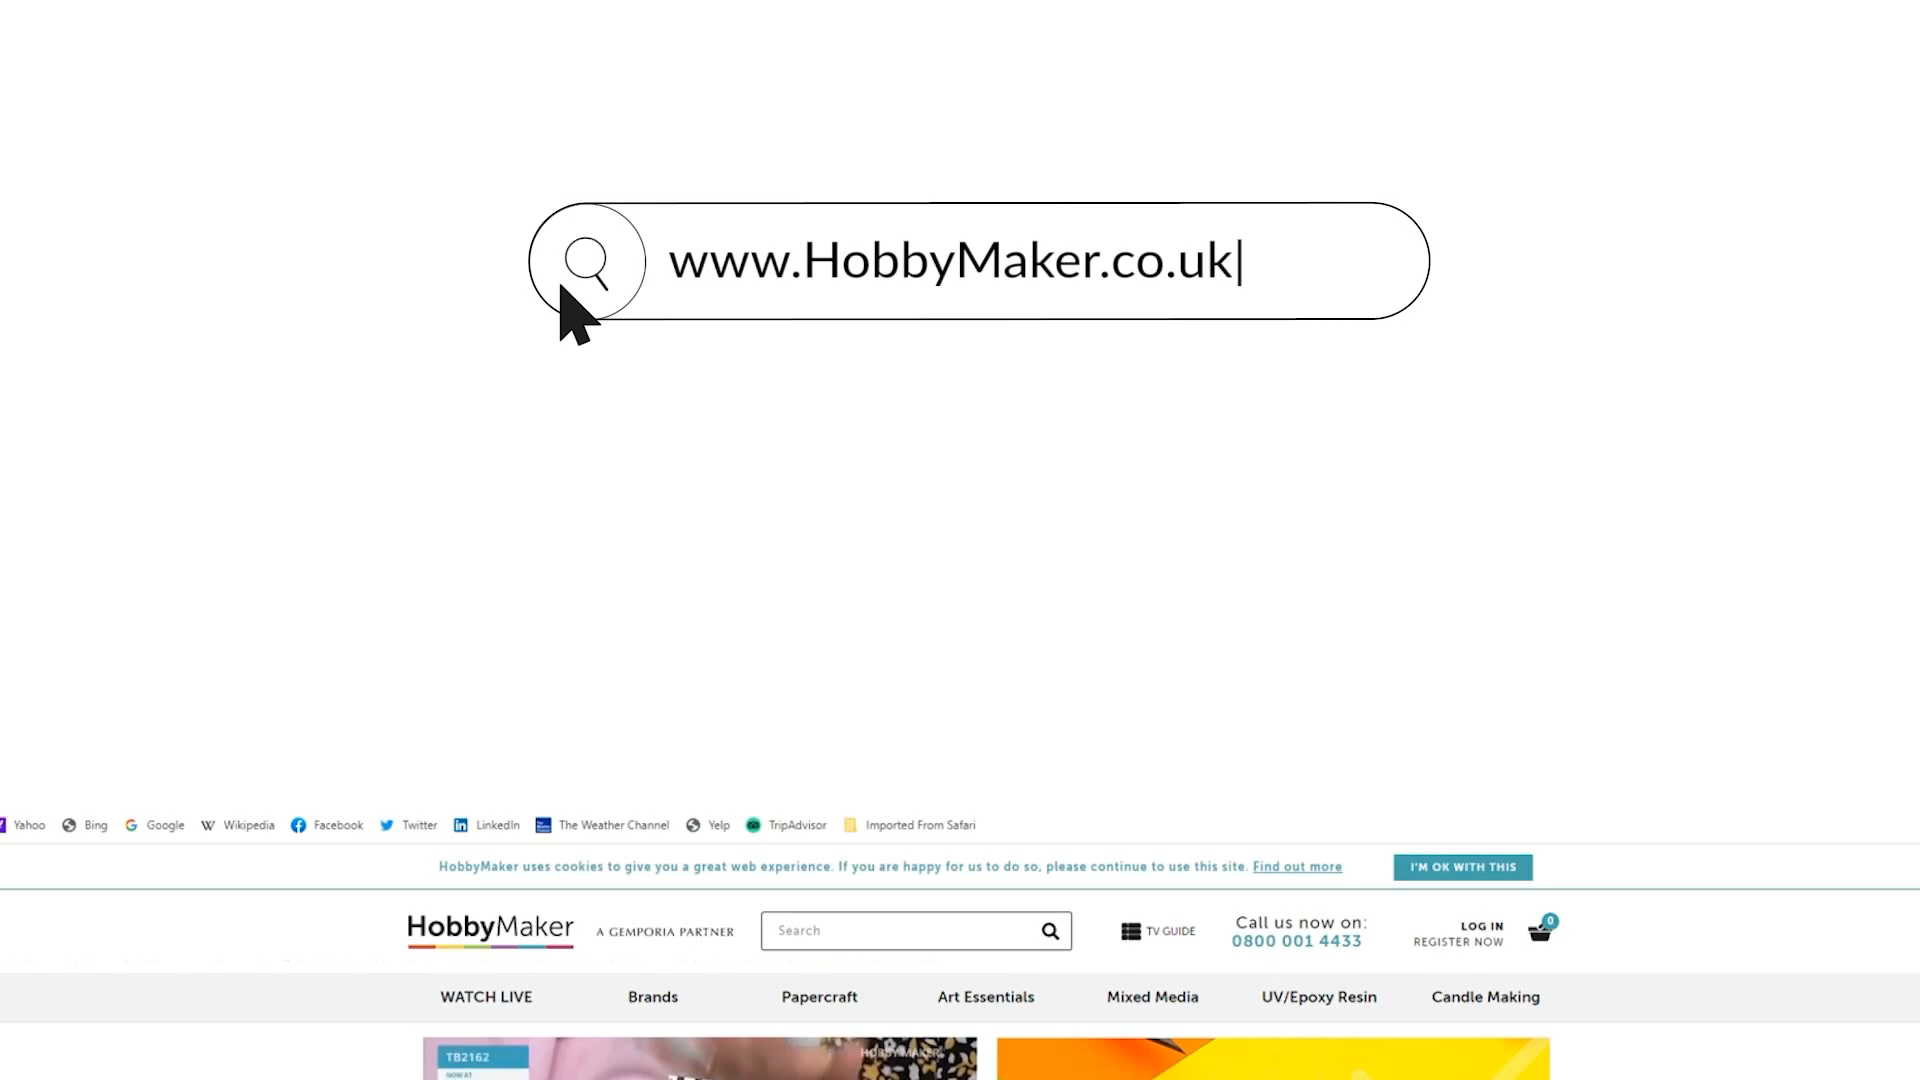 www.HobbyMaker.co.uk
Yahoo Bing Google Wikipedia Facebook Twitter LinkedIn The Weather Channel Yelp TripAdvisor Imported From Safari
HobbyMaker uses cookies to give you a great web experience. If you are happy for us to do so, please continue to use this site. Find out more I'M OK WITH THIS
HobbyMaker A GEMPORIA PARTNER Search TV GUIDE
Call us now on:
0800 001 4433
LOG IN
REGISTER NOW
0
WATCH LIVE Brands Papercraft Art Essentials Mixed Media UV/Epoxy Resin Candle Making
TB2162
NOW AT
HOBBYMAKER